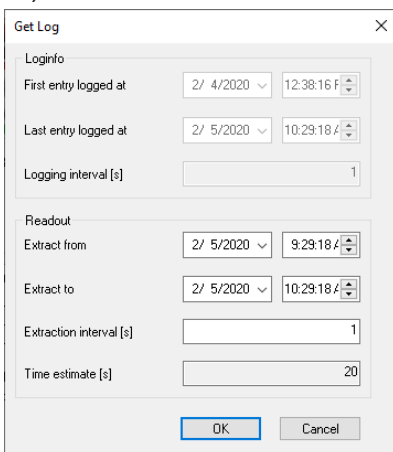 Get Log
Loginfo
First entry logged at 2/ 4/2020 12:38:16 P
Last entry logged at 2/ 5/2020 10:29:18 A
Logging interval [s] 1
Readout
Extract from 2/ 5/2020 9:29:18 A
Extract to 2/ 5/2020 10:29:18 A
Extraction interval [s] 1
Time estimate [s] 20
OK Cancel